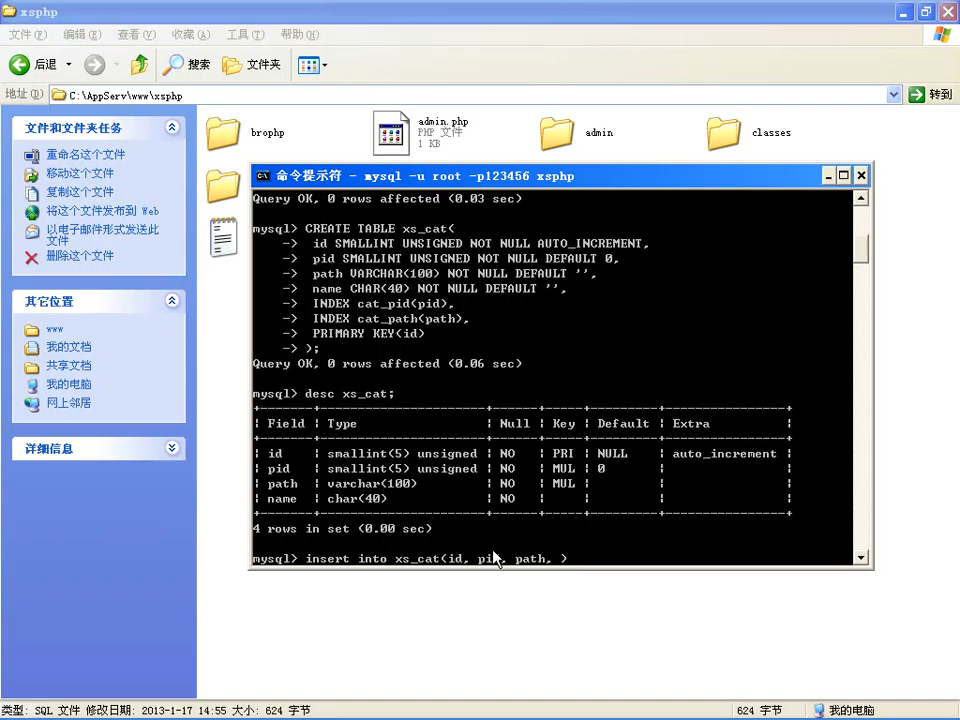 xsphp
文件(F) 编辑(E) 查看(V) 收藏(A) 工具(T) 帮助(H)
后退 搜索 文件夹
地址(D) C:\AppServ\www\xsphp 转到
文件和文件夹任务
重命名这个文件
移动这个文件
复制这个文件
将这个文件发布到 Web
以电子邮件形式发送此
文件
删除这个文件
其它位置
www
我的文档
共享文档
我的电脑
网上邻居
详细信息
brophp
admin.php
PHP 文件
1 KB
admin
classes
命令提示符 - mysql -u root -p123456 xsphp
Query OK, 0 rows affected (0.03 sec)
mysql> CREATE TABLE xs_cat(
-> id SMALLINT UNSIGNED NOT NULL AUTO_INCREMENT,
-> pid SMALLINT UNSIGNED NOT NULL DEFAULT 0,
-> path VARCHAR(100) NOT NULL DEFAULT '',
-> name CHAR(40) NOT NULL DEFAULT '',
-> INDEX cat_pid(pid),
-> INDEX cat_path(path),
-> PRIMARY KEY(id)
-> );
Query OK, 0 rows affected (0.06 sec)
mysql> desc xs_cat;
+-------+----------------------+------+-----+---------+----------------+
| Field | Type | Null | Key | Default | Extra |
+-------+----------------------+------+-----+---------+----------------+
| id | smallint(5) unsigned | NO | PRI | NULL | auto_increment |
| pid | smallint(5) unsigned | NO | MUL | 0 | |
| path | varchar(100) | NO | MUL | | |
| name | char(40) | NO | | | |
+-------+----------------------+------+-----+---------+----------------+
4 rows in set (0.00 sec)
mysql> insert into xs_cat(id, pid, path, )
类型: SQL 文件 修改日期: 2013-1-17 14:55 大小: 624 字节 624 字节 我的电脑